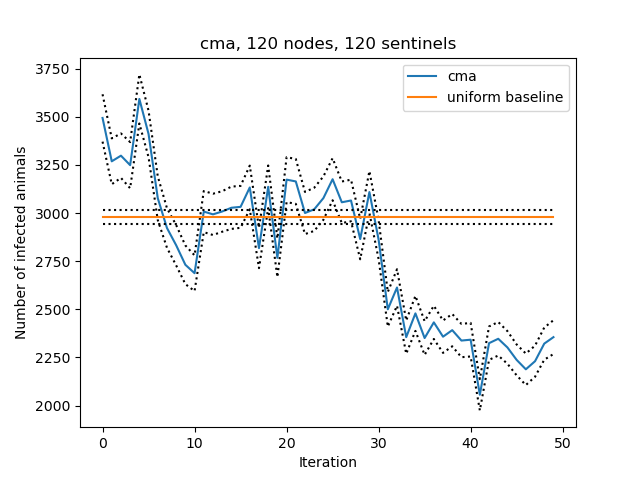 cma, 120 nodes, 120 sentinels
cma
uniform baseline
Number of infected animals
3750
3500
3250
3000
2750
2500
2250
2000
0 10 20 30 40 50
Iteration